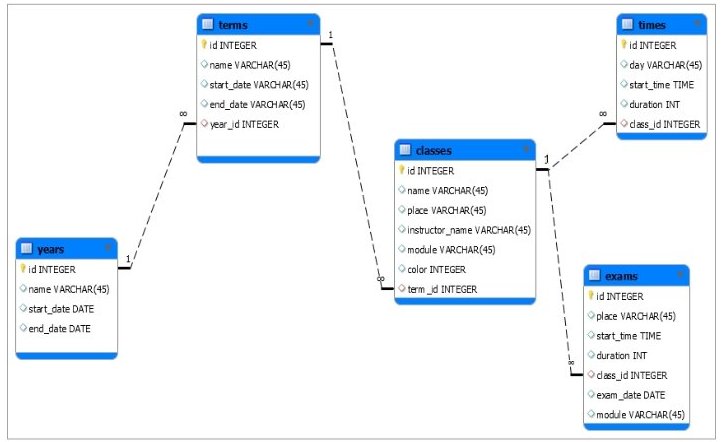 terms
id INTEGER
name VARCHAR(45)
start_date VARCHAR(45)
end_date VARCHAR(45)
year_id INTEGER
1
∞
years
id INTEGER
name VARCHAR(45)
start_date DATE
end_date DATE
1
classes
id INTEGER
name VARCHAR(45)
place VARCHAR(45)
instructor_name VARCHAR(45)
module VARCHAR(45)
color INTEGER
term_id INTEGER
∞
1
times
id INTEGER
day VARCHAR(45)
start_time TIME
duration INT
class_id INTEGER
∞
exams
id INTEGER
place VARCHAR(45)
start_time TIME
duration INT
class_id INTEGER
exam_date DATE
module VARCHAR(45)
∞